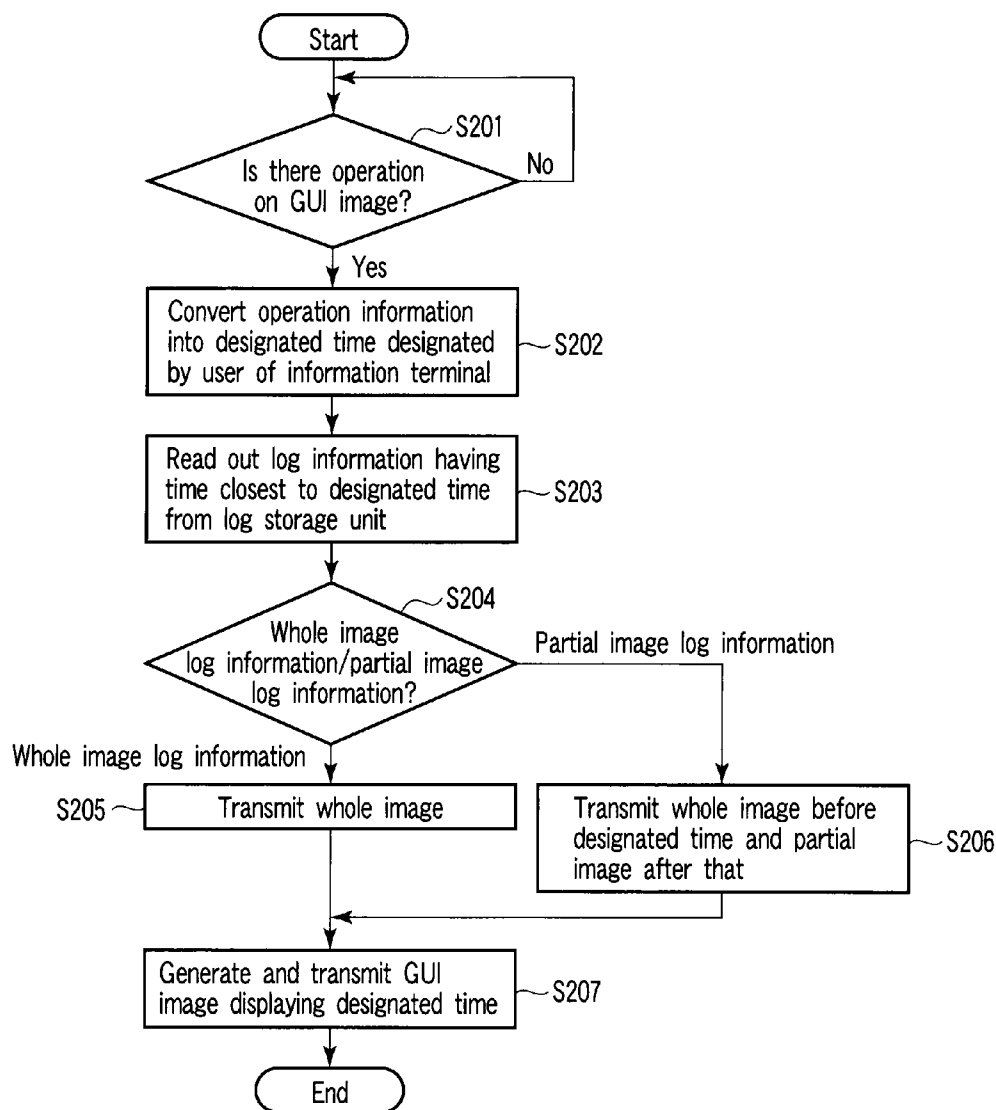 Start
S201
Is there operation
on GUI image?
No
Yes
Convert operation information
into designated time designated
by user of information terminal
S202
Read out log information having
time closest to designated time
from log storage unit
S203
S204
Whole image
log information/partial image
log information?
Partial image log information
Whole image log information
S205
Transmit whole image
Transmit whole image before
designated time and partial
image after that
S206
Generate and transmit GUI
image displaying designated time
S207
End